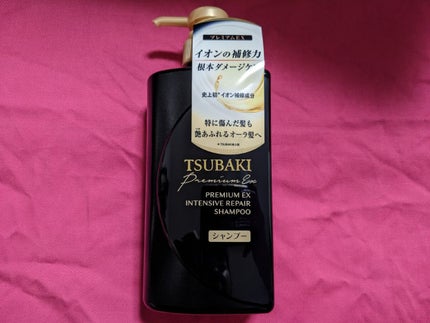 プレミアムEX
イオンの補修力
根本ダメージケア
史上初*イオン補修成分
特に傷んだ髪も
艶あふれるオーラ髪へ
TSUBAKI
Premium Ex
PREMIUM EX
INTENSIVE REPAIR
SHAMPOO
シャンプー